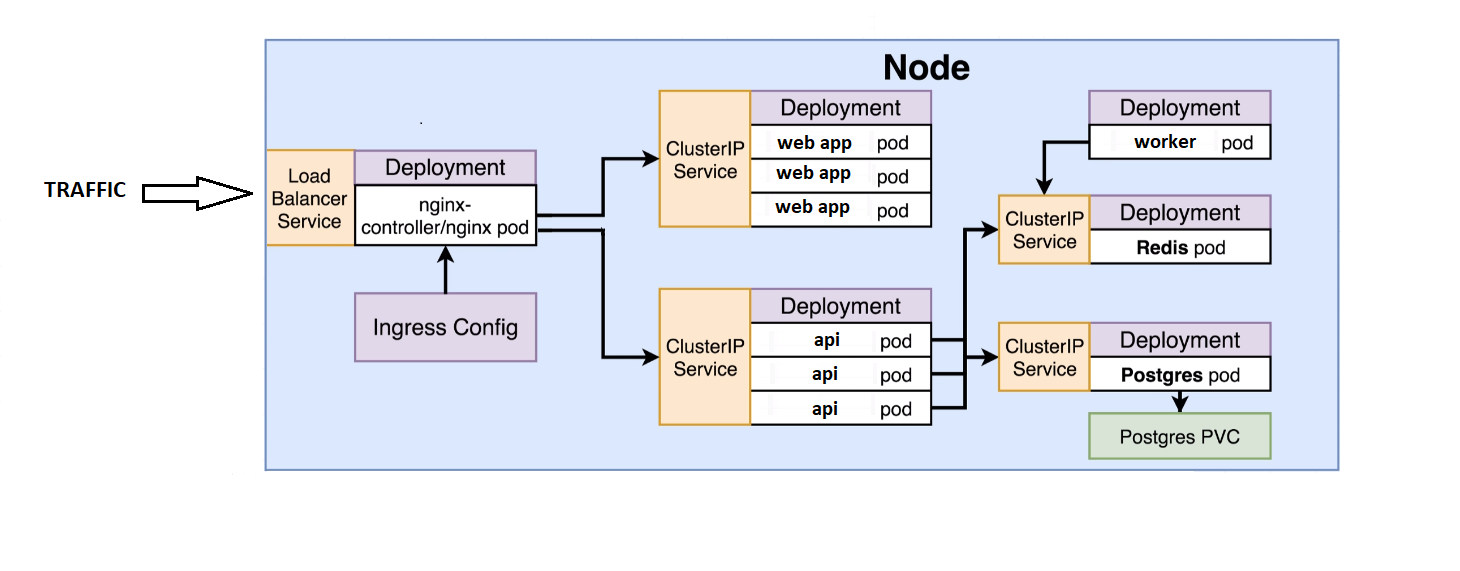 Node
TRAFFIC
Load
Balancer
Service
Deployment
nginx-
controller/nginx pod
Ingress Config
ClusterIP
Service
Deployment
web app pod
web app pod
web app pod
ClusterIP
Service
Deployment
api pod
api pod
api pod
Deployment
worker pod
ClusterIP
Service
Deployment
Redis pod
ClusterIP
Service
Deployment
Postgres pod
Postgres PVC